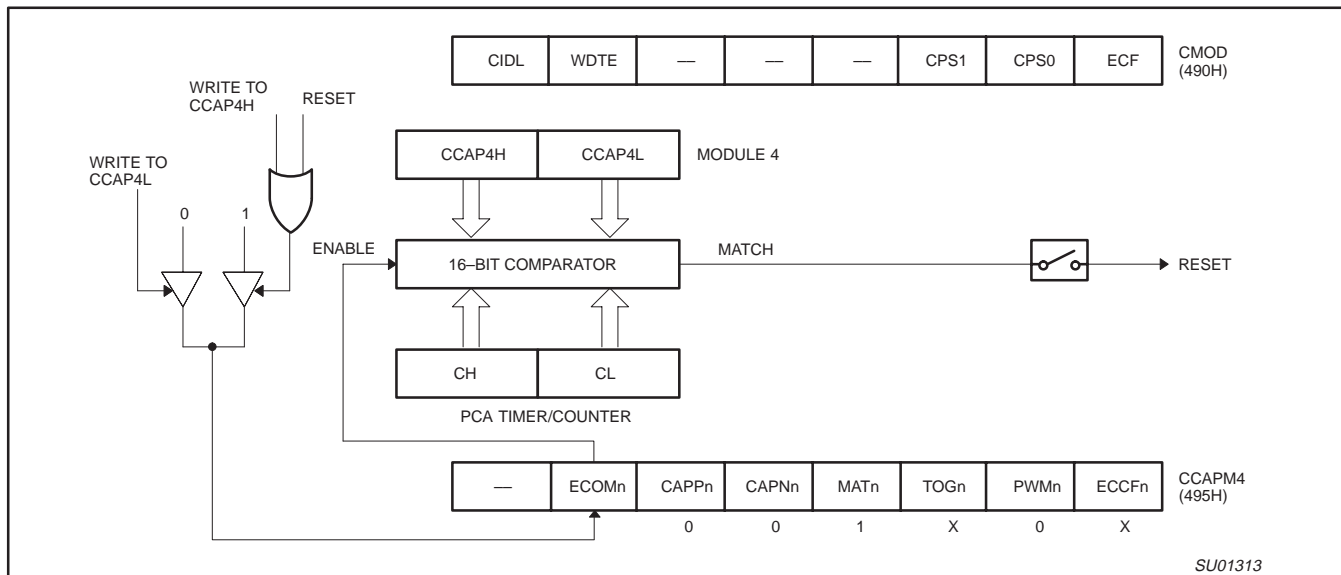 CIDL WDTE — — — CPS1 CPS0 ECF
CMOD
(490H)
WRITE TO
CCAP4H
RESET
CCAP4H CCAP4L
MODULE 4
WRITE TO
CCAP4L
0 1
ENABLE
16–BIT COMPARATOR
MATCH
RESET
CH CL
PCA TIMER/COUNTER
— ECOMn CAPPn CAPNn MATn TOGn PWMn ECCFn
CCAPM4
(495H)
0 0 1 X 0 X
SU01313